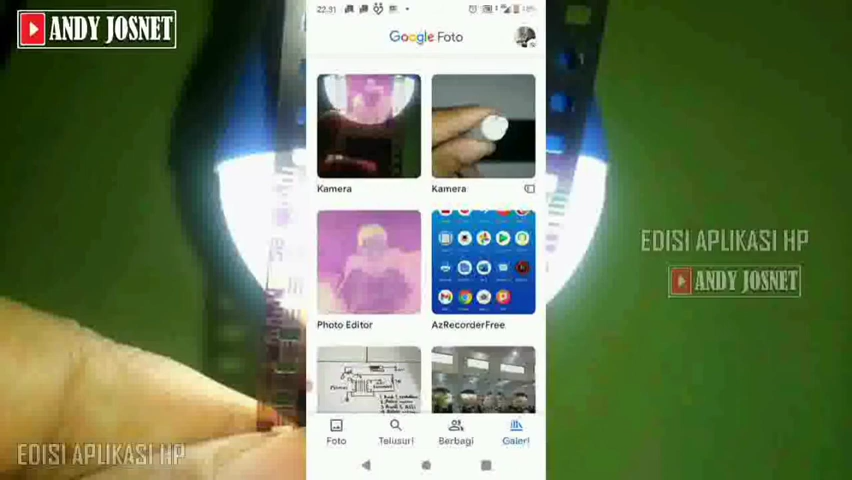 ANDY JOSNET
22.31
Google Foto
Kamera
Kamera
Photo Editor
AzRecorderFree
EDISI APLIKASI HP
ANDY JOSNET
Foto
Telusuri
Berbagi
Galeri
EDISI APLIKASI HP